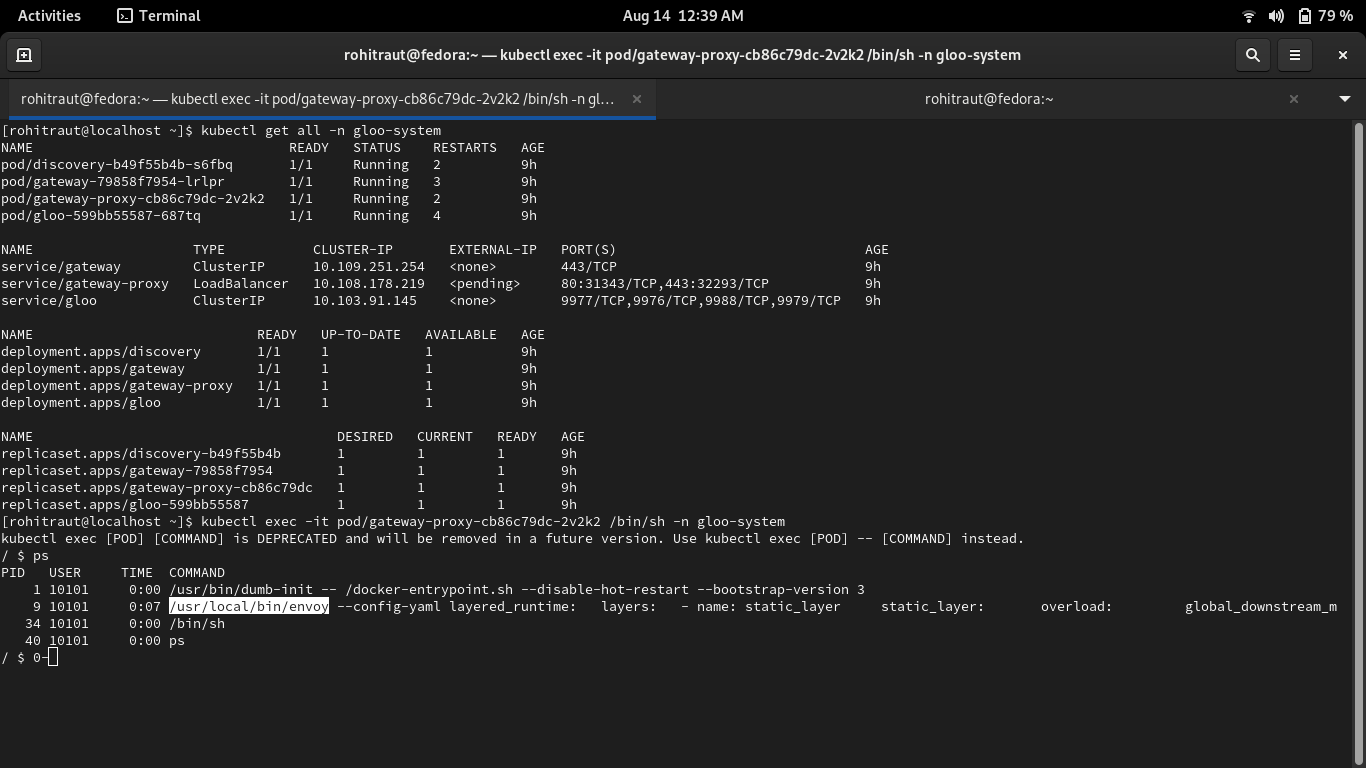 Activities Terminal Aug 14 12:39 AM 79 %
rohitraut@fedora:~ — kubectl exec -it pod/gateway-proxy-cb86c79dc-2v2k2 /bin/sh -n gloo-system
rohitraut@fedora:~ — kubectl exec -it pod/gateway-proxy-cb86c79dc-2v2k2 /bin/sh -n gl... × rohitraut@fedora:~ ×
[rohitraut@localhost ~]$ kubectl get all -n gloo-system
NAME READY STATUS RESTARTS AGE
pod/discovery-b49f55b4b-s6fbq 1/1 Running 2 9h
pod/gateway-79858f7954-lrlpr 1/1 Running 3 9h
pod/gateway-proxy-cb86c79dc-2v2k2 1/1 Running 2 9h
pod/gloo-599bb55587-687tq 1/1 Running 4 9h
NAME TYPE CLUSTER-IP EXTERNAL-IP PORT(S) AGE
service/gateway ClusterIP 10.109.251.254 <none> 443/TCP 9h
service/gateway-proxy LoadBalancer 10.108.178.219 <pending> 80:31343/TCP,443:32293/TCP 9h
service/gloo ClusterIP 10.103.91.145 <none> 9977/TCP,9976/TCP,9988/TCP,9979/TCP 9h
NAME READY UP-TO-DATE AVAILABLE AGE
deployment.apps/discovery 1/1 1 1 9h
deployment.apps/gateway 1/1 1 1 9h
deployment.apps/gateway-proxy 1/1 1 1 9h
deployment.apps/gloo 1/1 1 1 9h
NAME DESIRED CURRENT READY AGE
replicaset.apps/discovery-b49f55b4b 1 1 1 9h
replicaset.apps/gateway-79858f7954 1 1 1 9h
replicaset.apps/gateway-proxy-cb86c79dc 1 1 1 9h
replicaset.apps/gloo-599bb55587 1 1 1 9h
[rohitraut@localhost ~]$ kubectl exec -it pod/gateway-proxy-cb86c79dc-2v2k2 /bin/sh -n gloo-system
kubectl exec [POD] [COMMAND] is DEPRECATED and will be removed in a future version. Use kubectl exec [POD] -- [COMMAND] instead.
/ $ ps
PID USER TIME COMMAND
1 10101 0:00 /usr/bin/dumb-init -- /docker-entrypoint.sh --disable-hot-restart --bootstrap-version 3
9 10101 0:07 /usr/local/bin/envoy --config-yaml layered_runtime: layers: - name: static_layer static_layer: overload: global_downstream_m
34 10101 0:00 /bin/sh
40 10101 0:00 ps
/ $ 0-